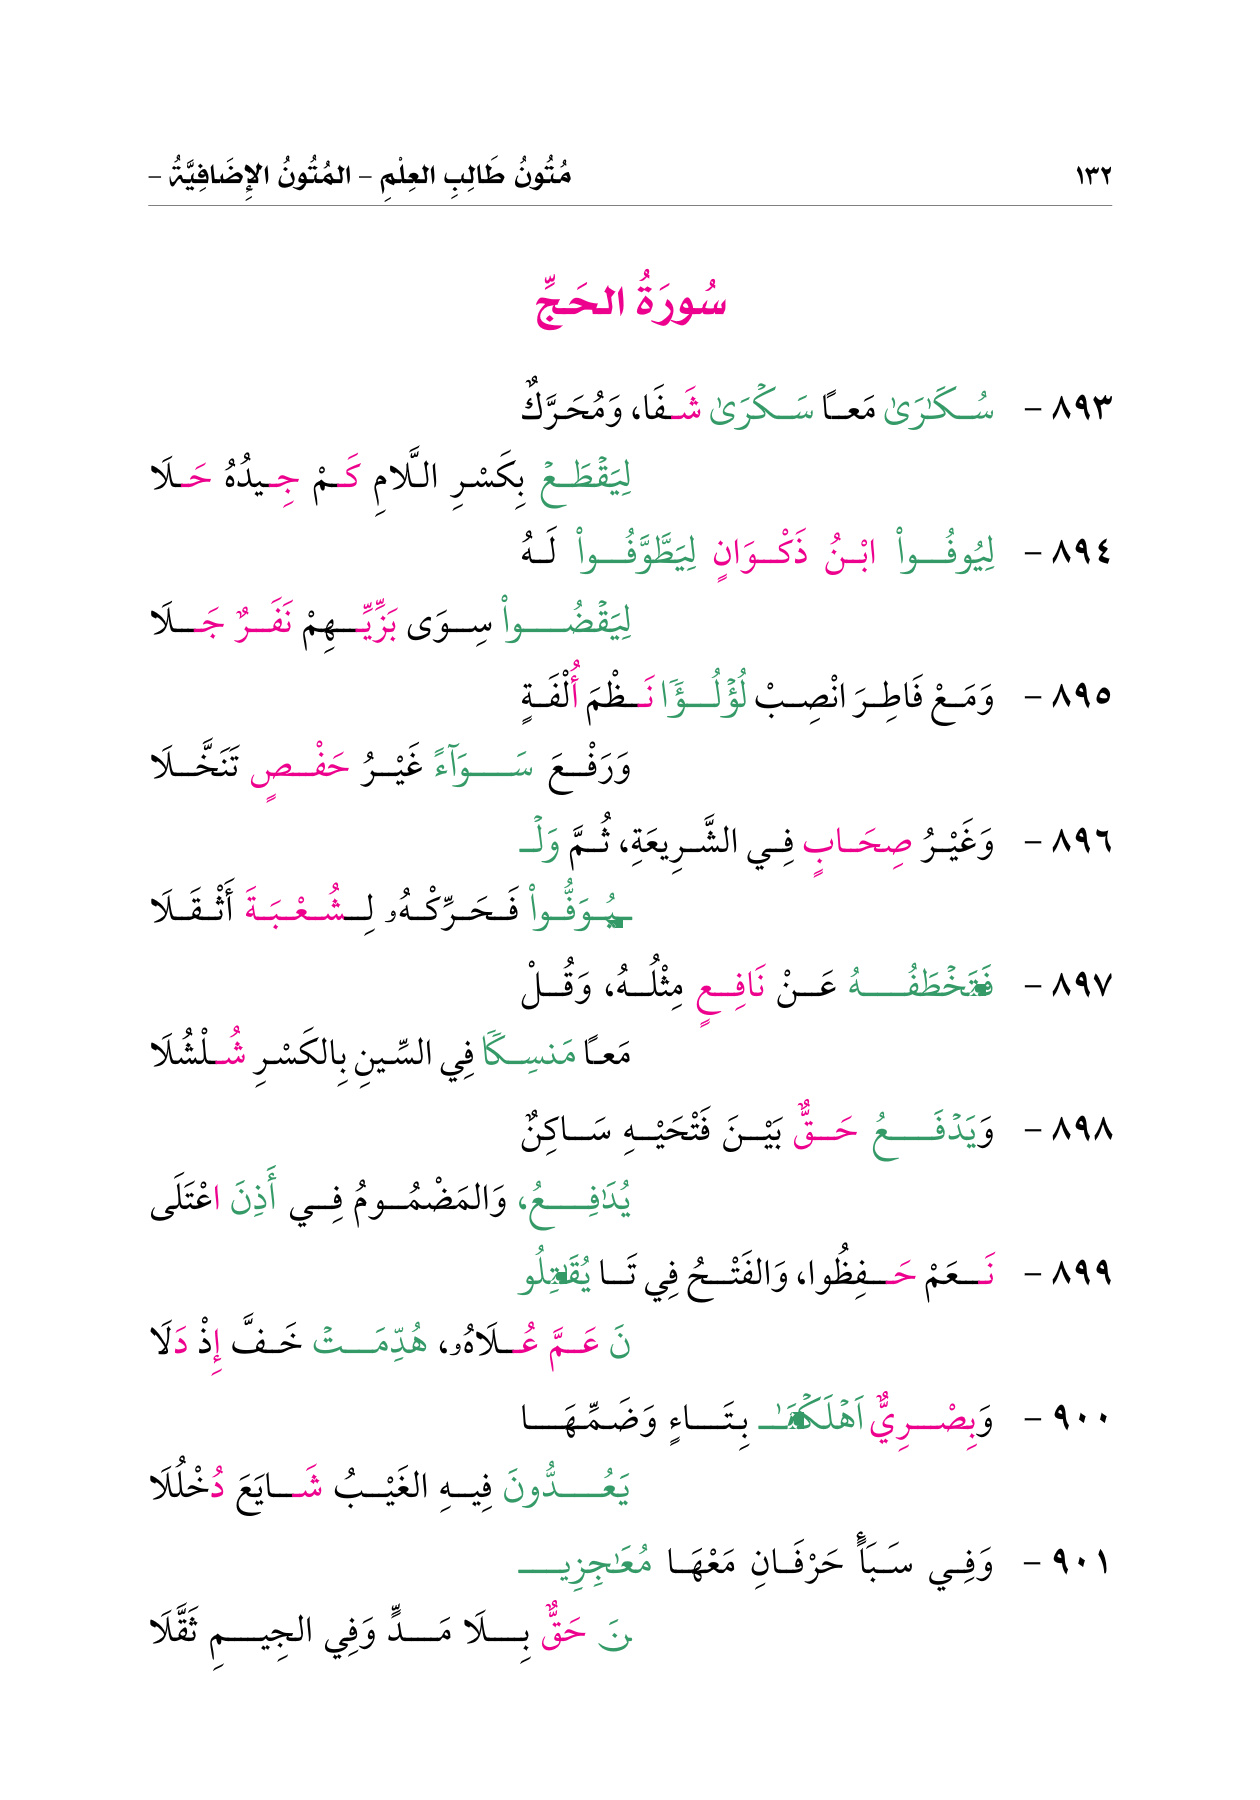 ١٣٢ مُتُونُ طَالِبِ العِلْمِ – المُتُونُ الإِضَافِيَّةُ –
سُورَةُ الحَجِّ
٨٩٣ – سُكَٰرَىٰ مَعًا سَكْرَىٰ شَفَا، وَمُحَرَّكٌ
لِيَقْطَعْ بِكَسْرِ اللَّامِ كَمْ جِيدُهُ حَلَا
٨٩٤ – لِيُوفُوا۟ ابْنُ ذَكْوَانٍ لِيَطَّوَّفُوا۟ لَهُ
لِيَقْضُوا۟ سِوَى بَزِّيِّهِمْ نَفَرٌ جَلَا
٨٩٥ – وَمَعْ فَاطِرَ انْصِبْ لُؤْلُؤًا نَظْمَ أُلْفَةٍ
وَرَفْعَ سَوَآءً غَيْرُ حَفْصٍ تَنَخَّلَا
٨٩٦ – وَغَيْرُ صِحَابٍ فِي الشَّرِيعَةِ، ثُمَّ وَلْـ
ـيُوَفُّوا۟ فَحَرِّكْهُۥ لِشُعْبَةَ أَثْقَلَا
٨٩٧ – فَتَخْطَفُهُ عَنْ نَافِعٍ مِثْلُهُ، وَقُلْ
مَعًا مَنسِكًا فِي السِّينِ بِالكَسْرِ شُلْشُلَا
٨٩٨ – وَيَدْفَعُ حَقٌّ بَيْنَ فَتْحَيْهِ سَاكِنٌ
يُدَٰفِعُ، وَالمَضْمُومُ فِي أَذِنَ اعْتَلَى
٨٩٩ – نَعَمْ حَفِظُوا، وَالفَتْحُ فِي تَا يُقَٰتِلُو
نَ عَمَّ عُلَاهُۥ، هُدِّمَتْ خَفَّ إِذْ دَلَا
٩٠٠ – وَبِصْرِيٌّ اَهْلَكْنَٰـ بِتَاءٍ وَضَمِّهَا
يَعُدُّونَ فِيهِ الغَيْبُ شَايَعَ دُخْلُلَا
٩٠١ – وَفِي سَبَأٍ حَرْفَانِ مَعْهَا مُعَٰجِزِيـ
ـنَ حَقٌّ بِلَا مَدٍّ وَفِي الجِيمِ ثَقَّلَا